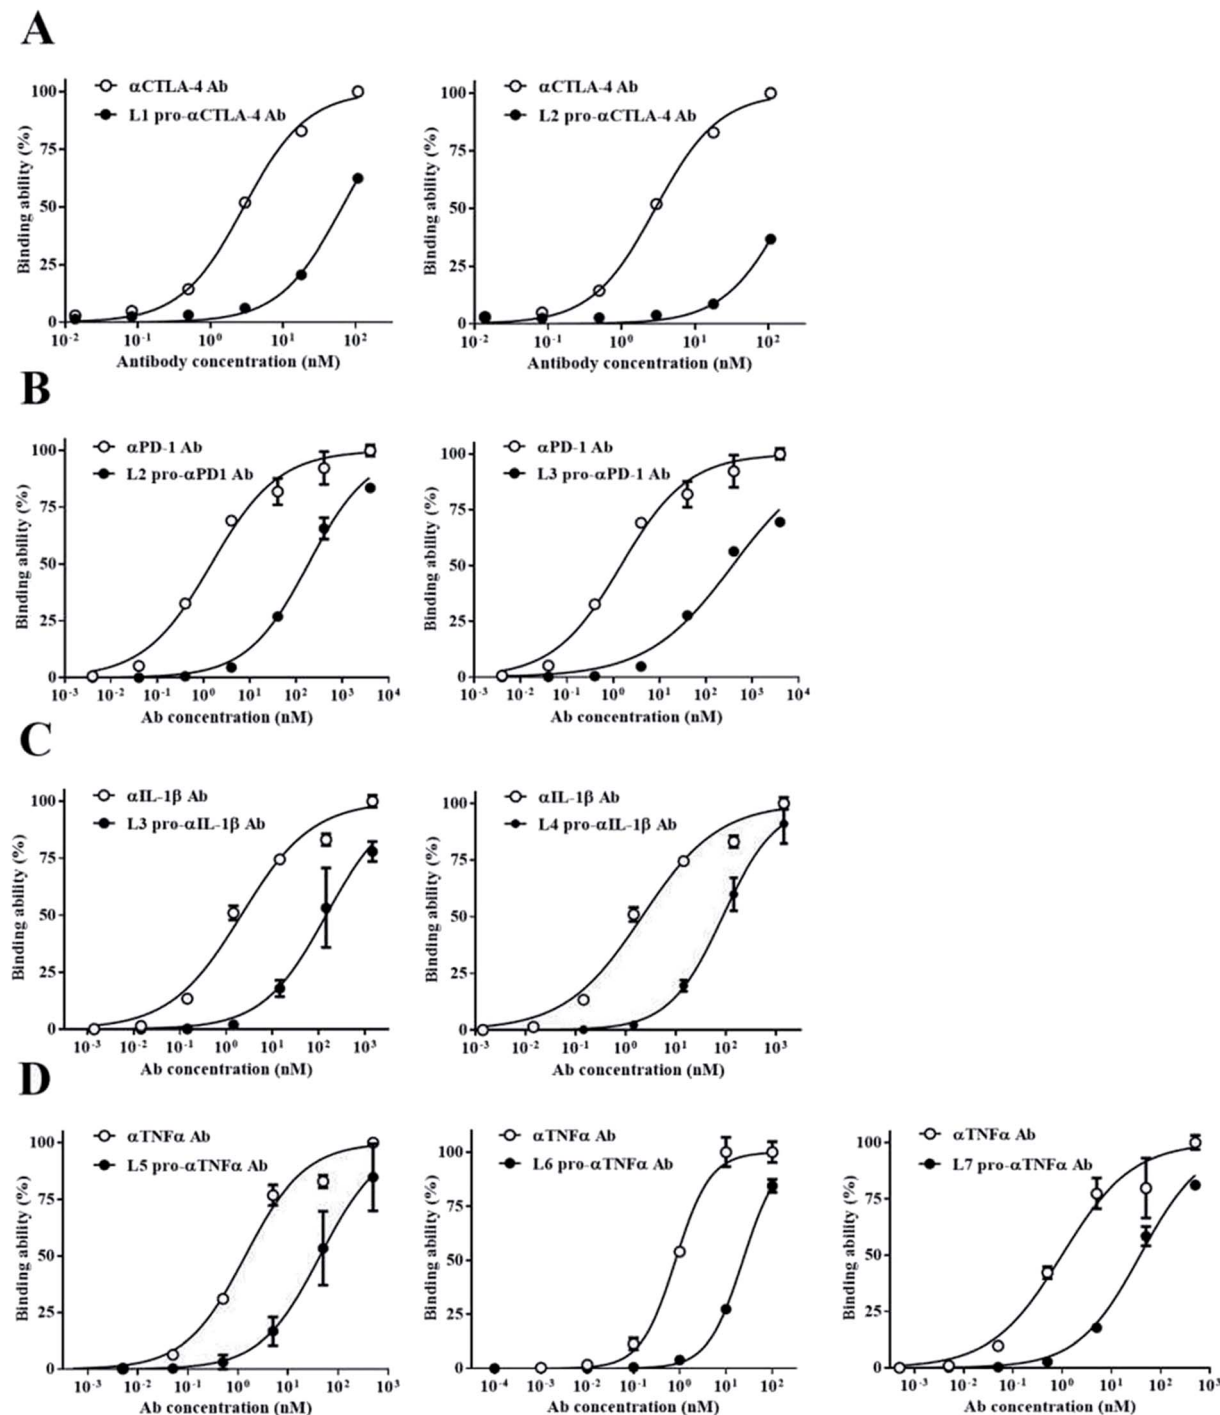 A
αCTLA-4 Ab
L1 pro-αCTLA-4 Ab
Binding ability (%)
100
75
50
25
0
10⁻² 10⁻¹ 10⁰ 10¹ 10²
Antibody concentration (nM)
αCTLA-4 Ab
L2 pro-αCTLA-4 Ab
Binding ability (%)
100
75
50
25
0
10⁻² 10⁻¹ 10⁰ 10¹ 10²
Antibody concentration (nM)
B
αPD-1 Ab
L2 pro-αPD1 Ab
Binding ability (%)
100
75
50
25
0
10⁻³ 10⁻² 10⁻¹ 10⁰ 10¹ 10² 10³ 10⁴
Ab concentration (nM)
αPD-1 Ab
L3 pro-αPD-1 Ab
Binding ability (%)
100
75
50
25
0
10⁻³ 10⁻² 10⁻¹ 10⁰ 10¹ 10² 10³ 10⁴
Ab concentration (nM)
C
αIL-1β Ab
L3 pro-αIL-1β Ab
Binding ability (%)
100
75
50
25
0
10⁻³ 10⁻² 10⁻¹ 10⁰ 10¹ 10² 10³
Ab concentration (nM)
αIL-1β Ab
L4 pro-αIL-1β Ab
Binding ability (%)
100
75
50
25
0
10⁻³ 10⁻² 10⁻¹ 10⁰ 10¹ 10² 10³
Ab concentration (nM)
D
αTNFα Ab
L5 pro-αTNFα Ab
Binding ability (%)
100
75
50
25
0
10⁻³ 10⁻² 10⁻¹ 10⁰ 10¹ 10² 10³
Ab concentration (nM)
αTNFα Ab
L6 pro-αTNFα Ab
Binding ability (%)
100
75
50
25
0
10⁻⁴ 10⁻³ 10⁻² 10⁻¹ 10⁰ 10¹ 10²
Ab concentration (nM)
αTNFα Ab
L7 pro-αTNFα Ab
Binding ability (%)
100
75
50
25
0
10⁻³ 10⁻² 10⁻¹ 10⁰ 10¹ 10² 10³
Ab concentration (nM)